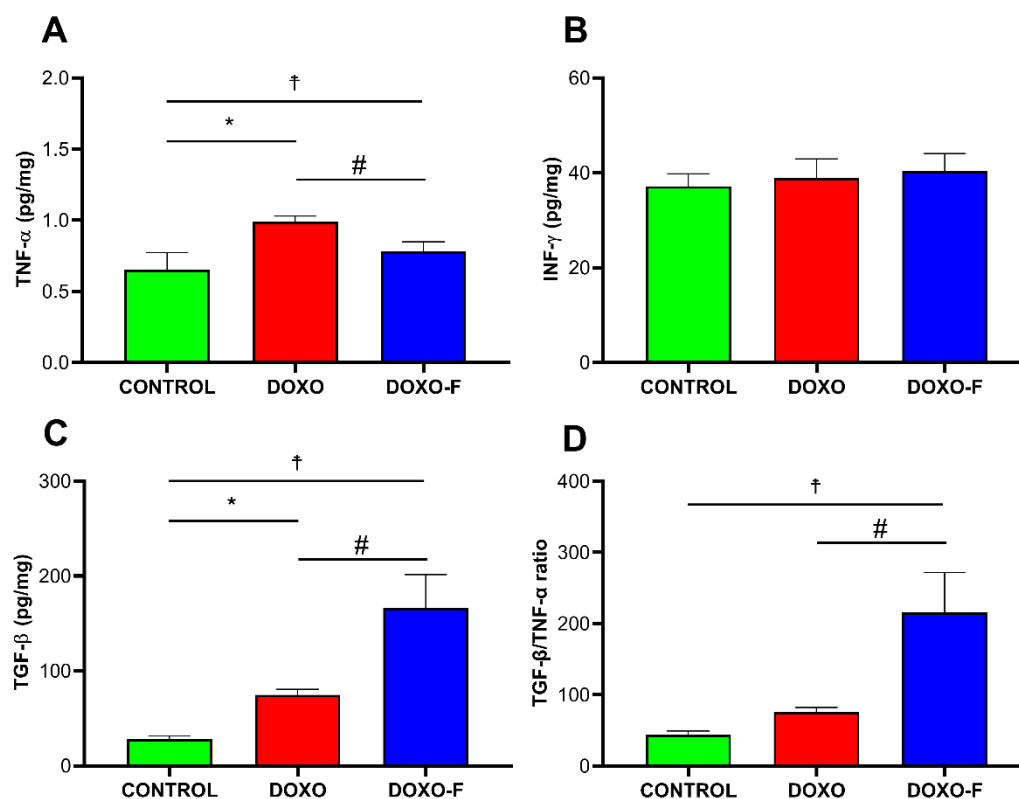 A
TNF-α (pg/mg)
2.0
1.5
1.0
0.5
0.0
☨
*
#
CONTROL
DOXO
DOXO-F
B
INF-γ (pg/mg)
60
40
20
0
CONTROL
DOXO
DOXO-F
C
TGF-β (pg/mg)
300
200
100
0
☨
*
#
CONTROL
DOXO
DOXO-F
D
TGF-β/TNF-α ratio
400
300
200
100
0
☨
#
CONTROL
DOXO
DOXO-F